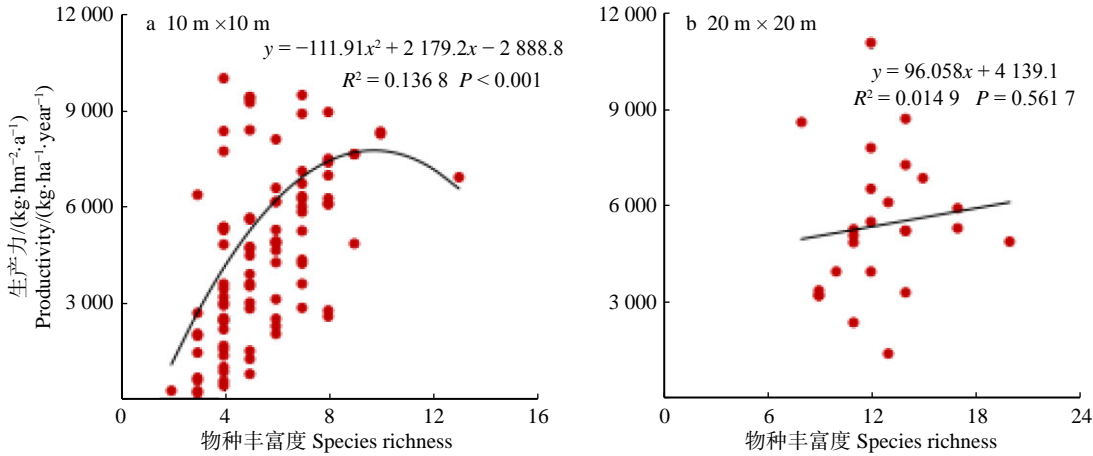 a 10 m ×10 m
y = −111.91x² + 2 179.2x − 2 888.8
R² = 0.136 8 P < 0.001
12 000
9 000
6 000
3 000
0
4
8
12
16
生产力/(kg·hm⁻²·a⁻¹)
Productivity/(kg·ha⁻¹·year⁻¹)
物种丰富度 Species richness
b 20 m × 20 m
y = 96.058x + 4 139.1
R² = 0.014 9 P = 0.561 7
12 000
9 000
6 000
3 000
0
0
6
12
18
24
物种丰富度 Species richness